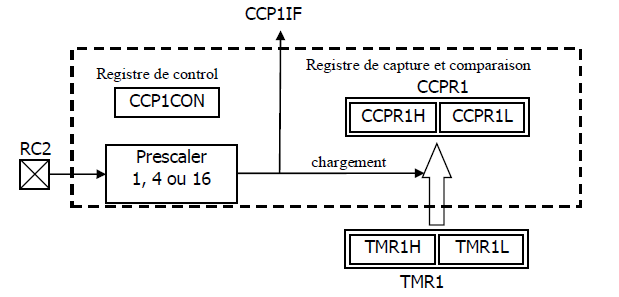 CCP1IF
Registre de control
CCP1CON
Registre de capture et comparaison
CCPR1
CCPR1H CCPR1L
RC2
Prescaler
1, 4 ou 16
chargement
TMR1H TMR1L
TMR1